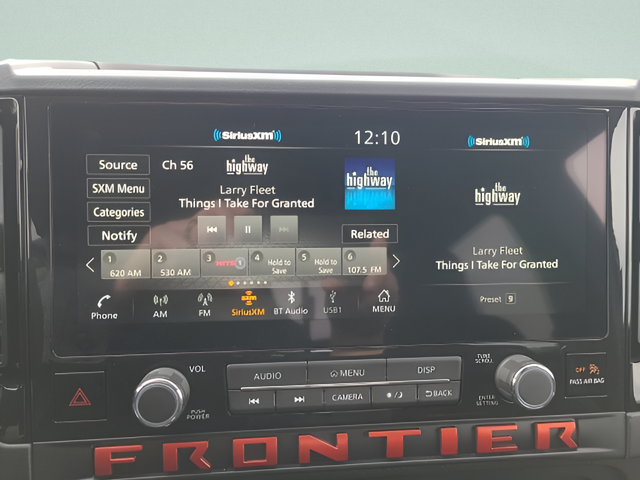 SiriusXM 12:10 SiriusXM
Source Ch 56 the highway the highway
SXM Menu Larry Fleet the highway
Categories Things I Take For Granted
Notify Related Larry Fleet
Things I Take For Granted
1 2 3 4 5 6
620 AM 530 AM HITS 1 Hold to Save Hold to Save 107.5 FM
Preset 9
Phone AM FM SXM SiriusXM BT Audio USB1 MENU
VOL AUDIO MENU DISP TUNE SCROLL OFF
PUSH POWER CAMERA BACK ENTER SETTING PASS AIR BAG
FRONTIER